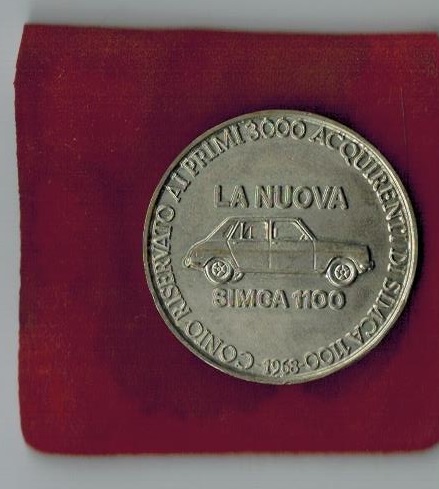 CONIO RISERVATO AI PRIMI 3000 ACQUIRENTI DI SIMCA 1100
-1968-
LA NUOVA
SIMCA 1100